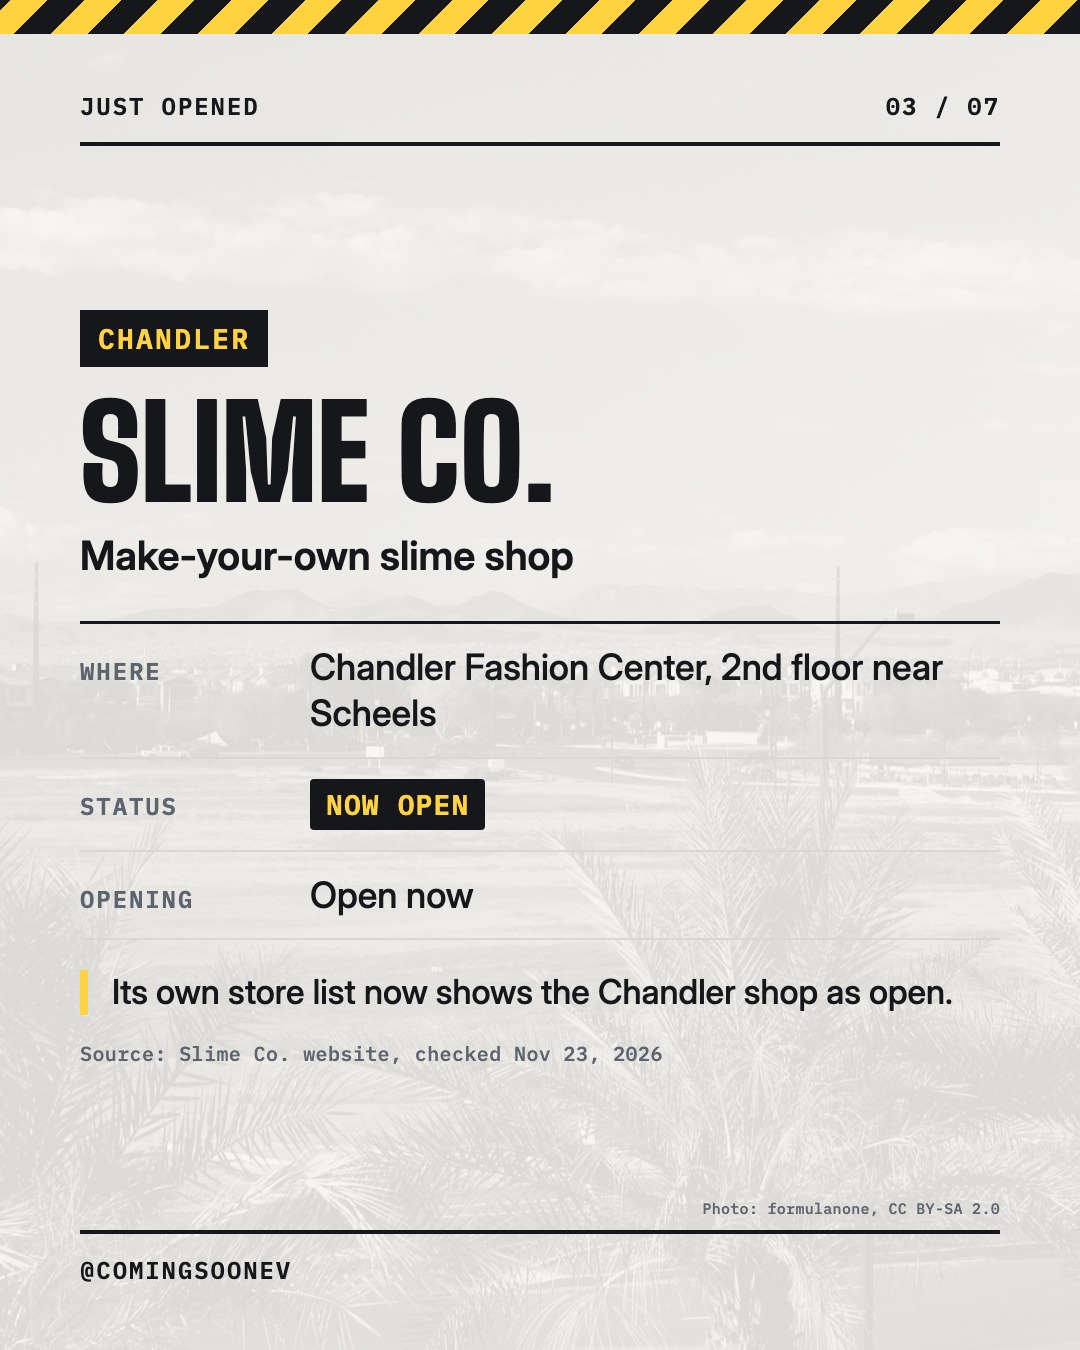 JUST OPENED
03 / 07
CHANDLER
SLIME CO.
Make-your-own slime shop
WHERE
Chandler Fashion Center, 2nd floor near
Scheels
STATUS
NOW OPEN
OPENING
Open now
Its own store list now shows the Chandler shop as open.
Source: Slime Co. website, checked Nov 23, 2026
Photo: formulanone, CC BY-SA 2.0
@COMINGSOONEV